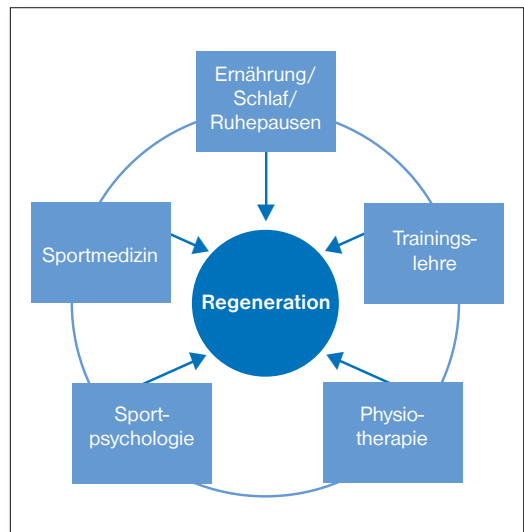 Ernährung/
Schlaf/
Ruhepausen
Sportmedizin
Trainings-
lehre
Regeneration
Sport-
psychologie
Physio-
therapie